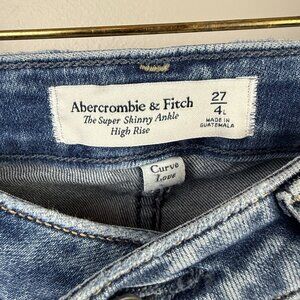 Abercrombie & Fitch
The Super Skinny Ankle
High Rise
27
4L
MADE IN
GUATEMALA
Curve
Love